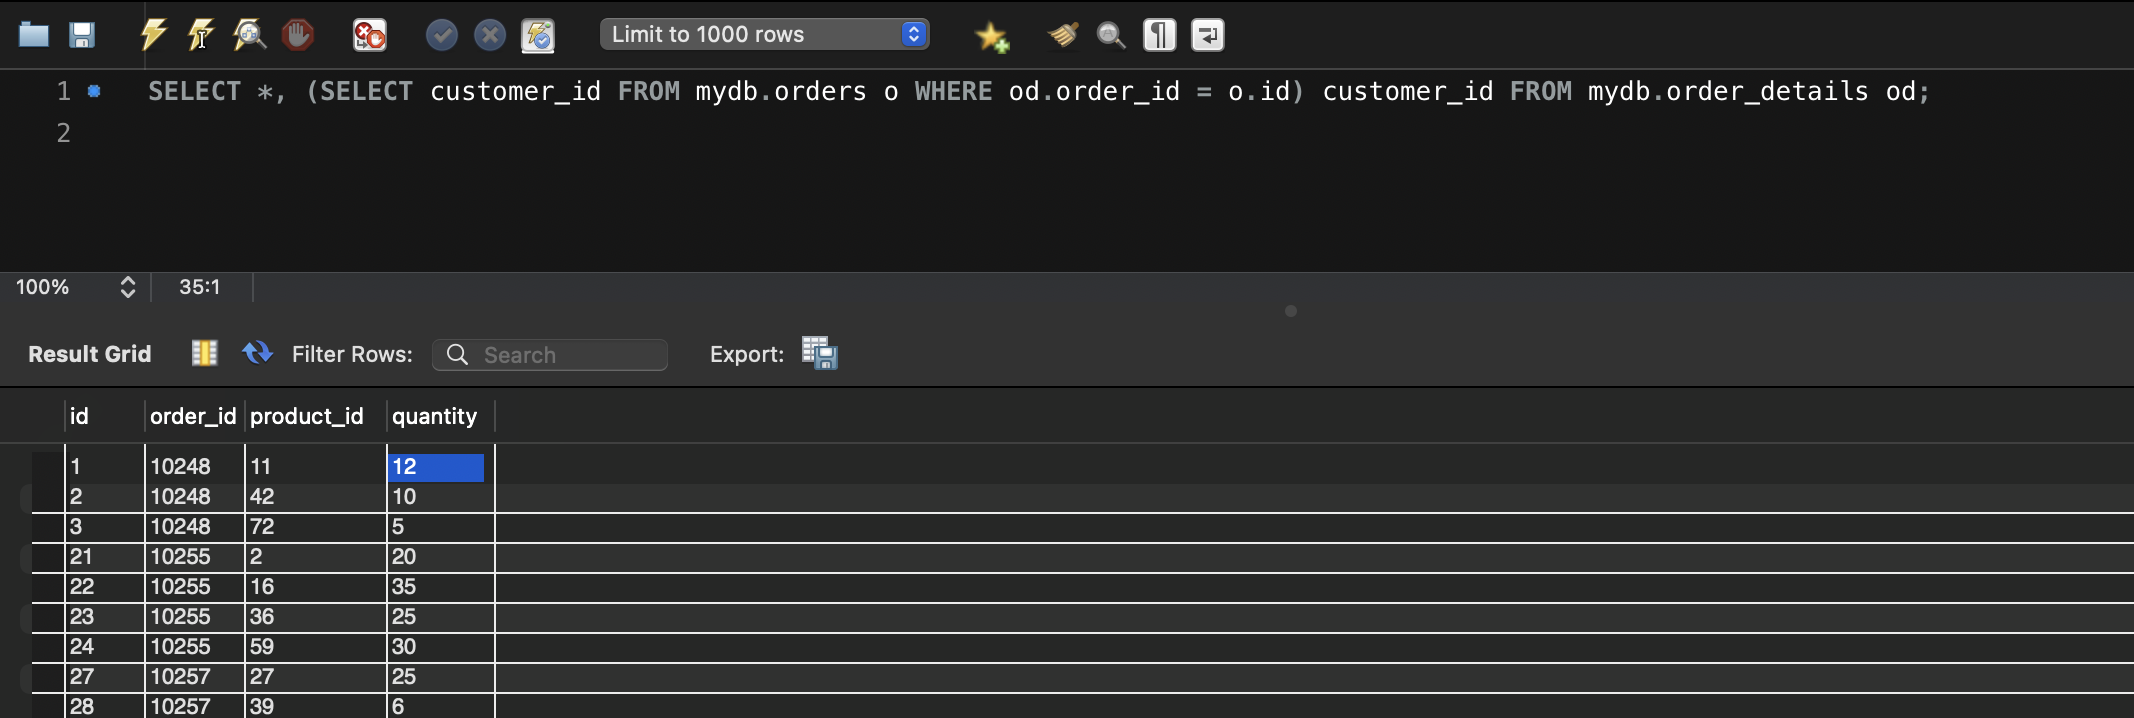 Limit to 1000 rows
1 SELECT *, (SELECT customer_id FROM mydb.orders o WHERE od.order_id = o.id) customer_id FROM mydb.order_details od;
2
100% 35:1
Result Grid Filter Rows: Search Export:
id order_id product_id quantity
1 10248 11 12
2 10248 42 10
3 10248 72 5
21 10255 2 20
22 10255 16 35
23 10255 36 25
24 10255 59 30
27 10257 27 25
28 10257 39 6